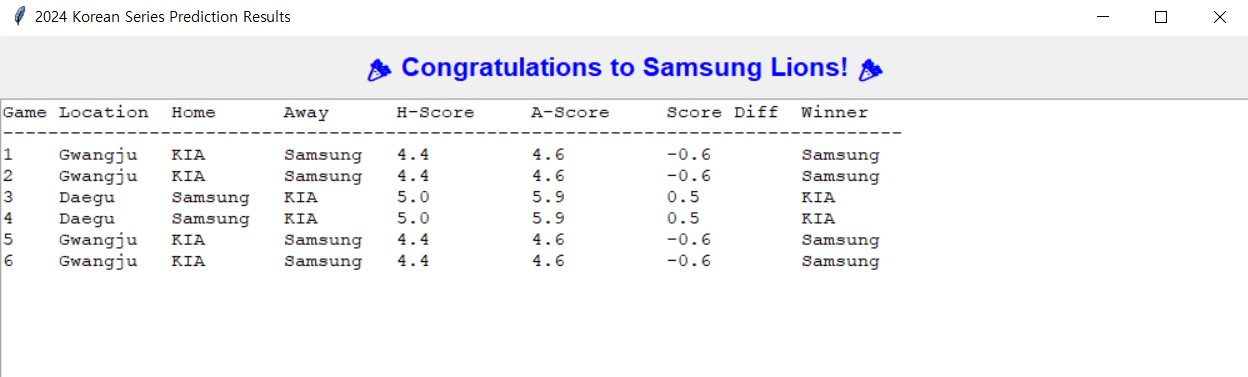 2024 Korean Series Prediction Results
🎉 Congratulations to Samsung Lions! 🎉
Game Location Home Away H-Score A-Score Score Diff Winner
--------------------------------------------------------------------------------
1 Gwangju KIA Samsung 4.4 4.6 -0.6 Samsung
2 Gwangju KIA Samsung 4.4 4.6 -0.6 Samsung
3 Daegu Samsung KIA 5.0 5.9 0.5 KIA
4 Daegu Samsung KIA 5.0 5.9 0.5 KIA
5 Gwangju KIA Samsung 4.4 4.6 -0.6 Samsung
6 Gwangju KIA Samsung 4.4 4.6 -0.6 Samsung